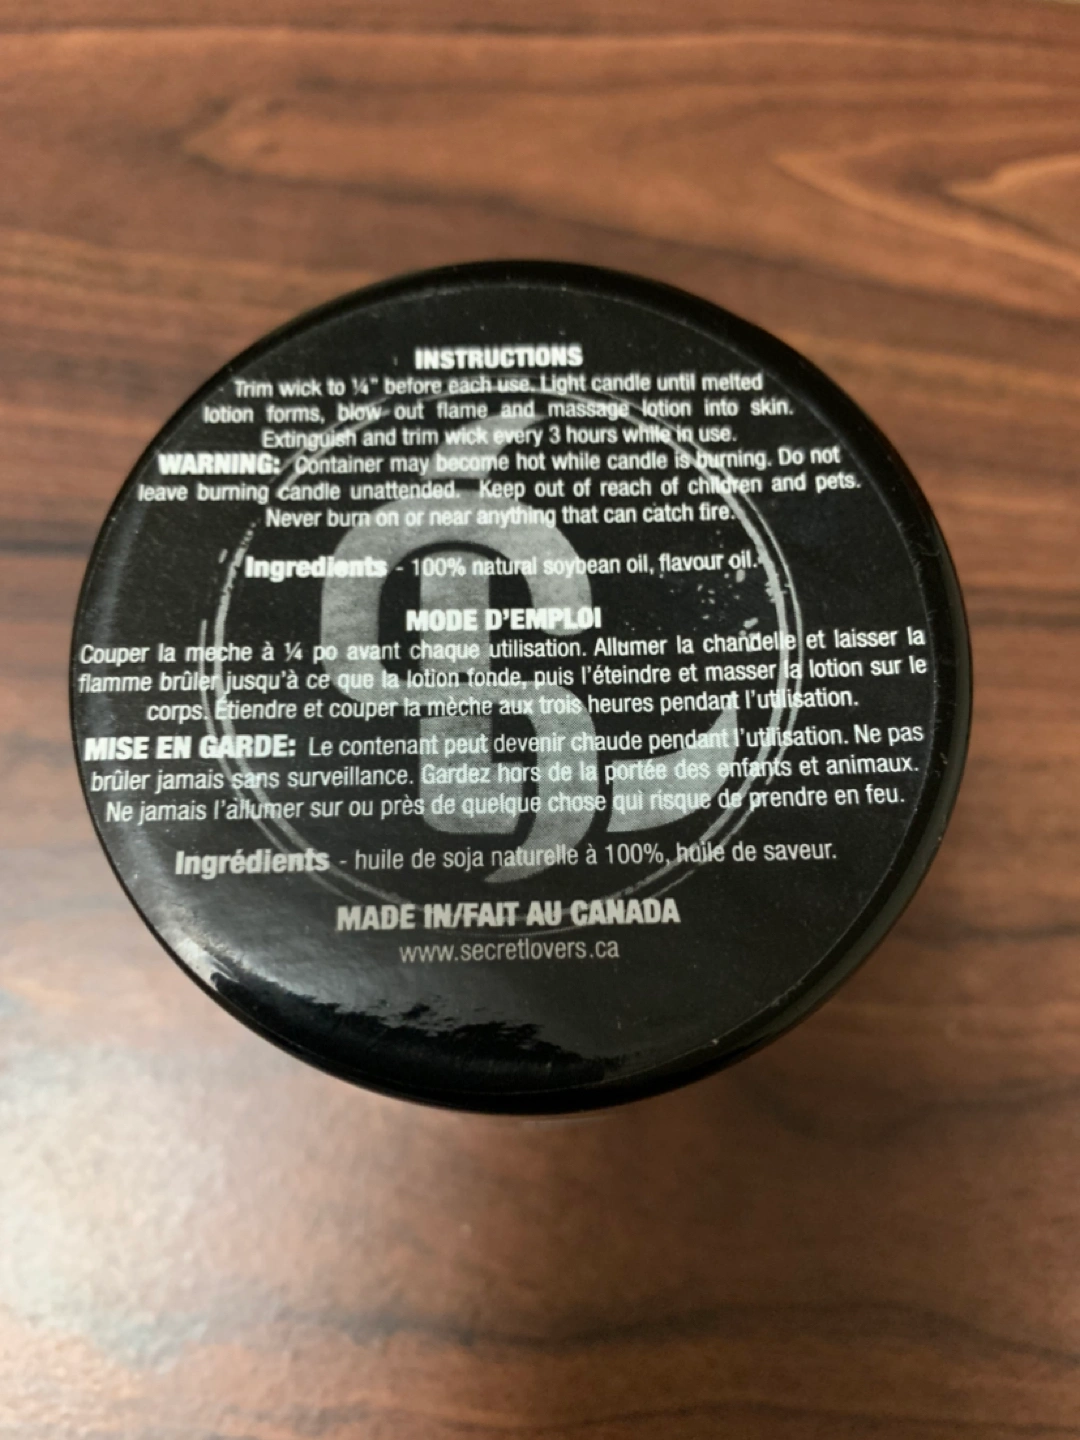 INSTRUCTIONS
Trim wick to ¼" before each use. Light candle until melted
lotion forms, blow out flame and massage lotion into skin.
Extinguish and trim wick every 3 hours while in use.
WARNING: Container may become hot while candle is burning. Do not
leave burning candle unattended. Keep out of reach of children and pets.
Never burn on or near anything that can catch fire.
Ingredients - 100% natural soybean oil, flavour oil.
MODE D'EMPLOI
Couper la meche à ¼ po avant chaque utilisation. Allumer la chandelle et laisser la
flamme brûler jusqu'à ce que la lotion fonde, puis l'éteindre et masser la lotion sur le
corps. Étiendre et couper la mèche aux trois heures pendant l'utilisation.
MISE EN GARDE: Le contenant peut devenir chaude pendant l'utilisation. Ne pas
brûler jamais sans surveillance. Gardez hors de la portée des enfants et animaux.
Ne jamais l'allumer sur ou près de quelque chose qui risque de prendre en feu.
Ingrédients - huile de soja naturelle à 100%, huile de saveur.
MADE IN/FAIT AU CANADA
www.secretlovers.ca